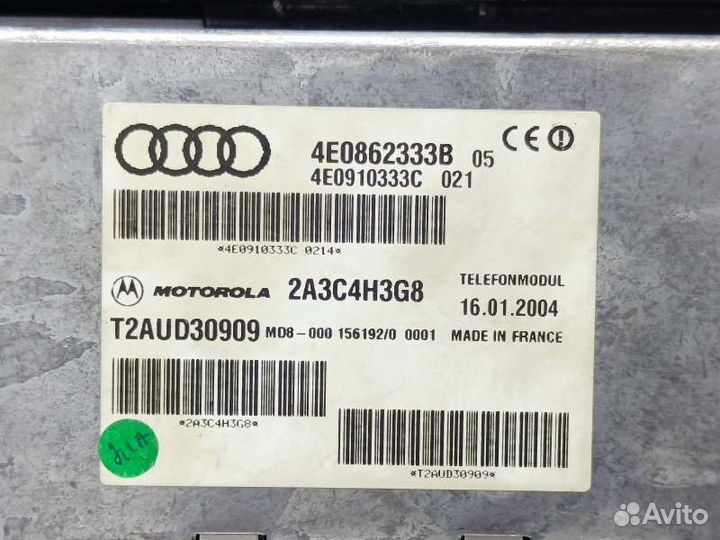 4E0862333B 05 CE
4E0910333C 021
*4E0910333C 0214*
MOTOROLA 2A3C4H3G8
TELEFONMODUL
16.01.2004
T2AUD30909 MD8-000 156192/0 0001 MADE IN FRANCE
*2A3C4H3G8*
*T2AUD30909*
Avito